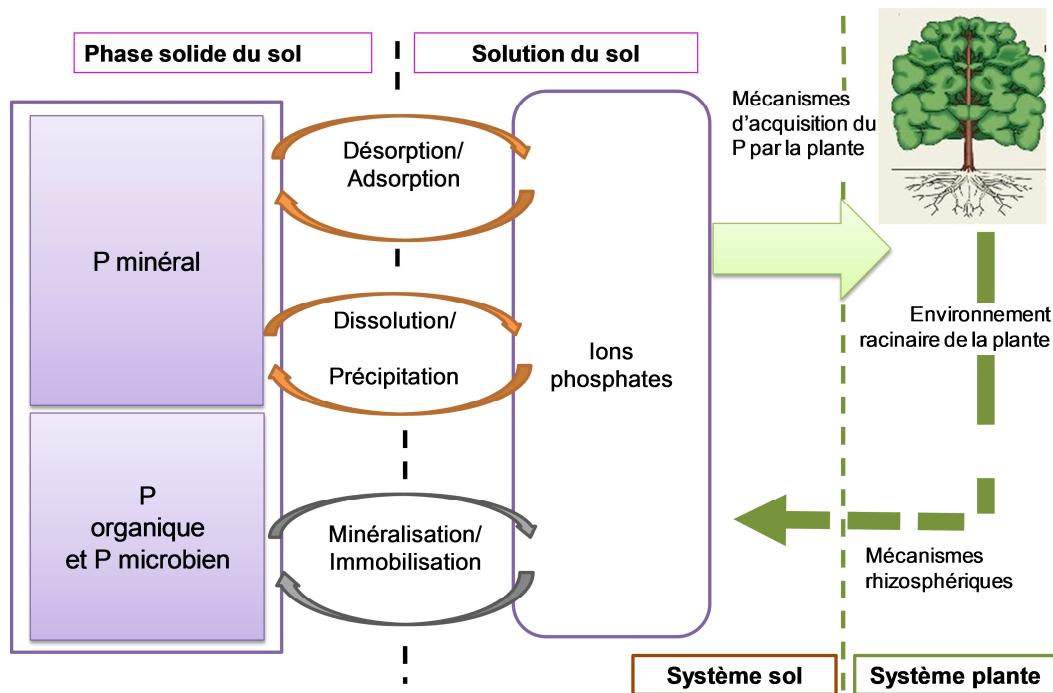 Phase solide du sol
Solution du sol
P minéral
P
organique
et P microbien
Désorption/
Adsorption
Dissolution/
Précipitation
Minéralisation/
Immobilisation
Ions
phosphates
Mécanismes
d'acquisition du
P par la plante
Environnement
racinaire de la plante
Mécanismes
rhizosphériques
Système sol
Système plante